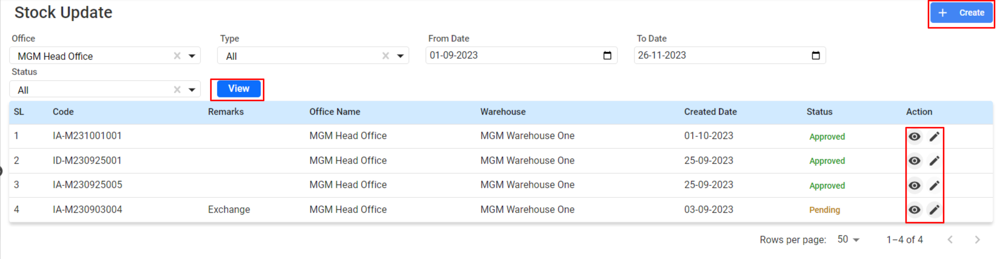 Stock Update
+ Create
Office Type From Date To Date
MGM Head Office All 01-09-2023 26-11-2023
Status
All View
SL Code Remarks Office Name Warehouse Created Date Status Action
1 IA-M231001001 MGM Head Office MGM Warehouse One 01-10-2023 Approved
2 ID-M230925001 MGM Head Office MGM Warehouse One 25-09-2023 Approved
3 IA-M230925005 MGM Head Office MGM Warehouse One 25-09-2023 Approved
4 IA-M230903004 Exchange MGM Head Office MGM Warehouse One 03-09-2023 Pending
Rows per page: 50 1–4 of 4